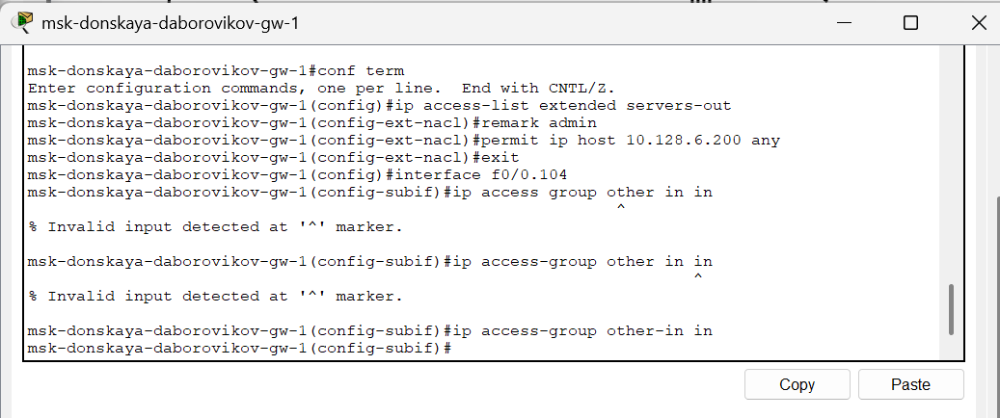 msk-donskaya-daborovikov-gw-1
msk-donskaya-daborovikov-gw-1#conf term
Enter configuration commands, one per line.  End with CNTL/Z.
msk-donskaya-daborovikov-gw-1(config)#ip access-list extended servers-out
msk-donskaya-daborovikov-gw-1(config-ext-nacl)#remark admin
msk-donskaya-daborovikov-gw-1(config-ext-nacl)#permit ip host 10.128.6.200 any
msk-donskaya-daborovikov-gw-1(config-ext-nacl)#exit
msk-donskaya-daborovikov-gw-1(config)#interface f0/0.104
msk-donskaya-daborovikov-gw-1(config-subif)#ip access group other in in
^
% Invalid input detected at '^' marker.
msk-donskaya-daborovikov-gw-1(config-subif)#ip access-group other in in
^
% Invalid input detected at '^' marker.
msk-donskaya-daborovikov-gw-1(config-subif)#ip access-group other-in in
msk-donskaya-daborovikov-gw-1(config-subif)#
Copy Paste